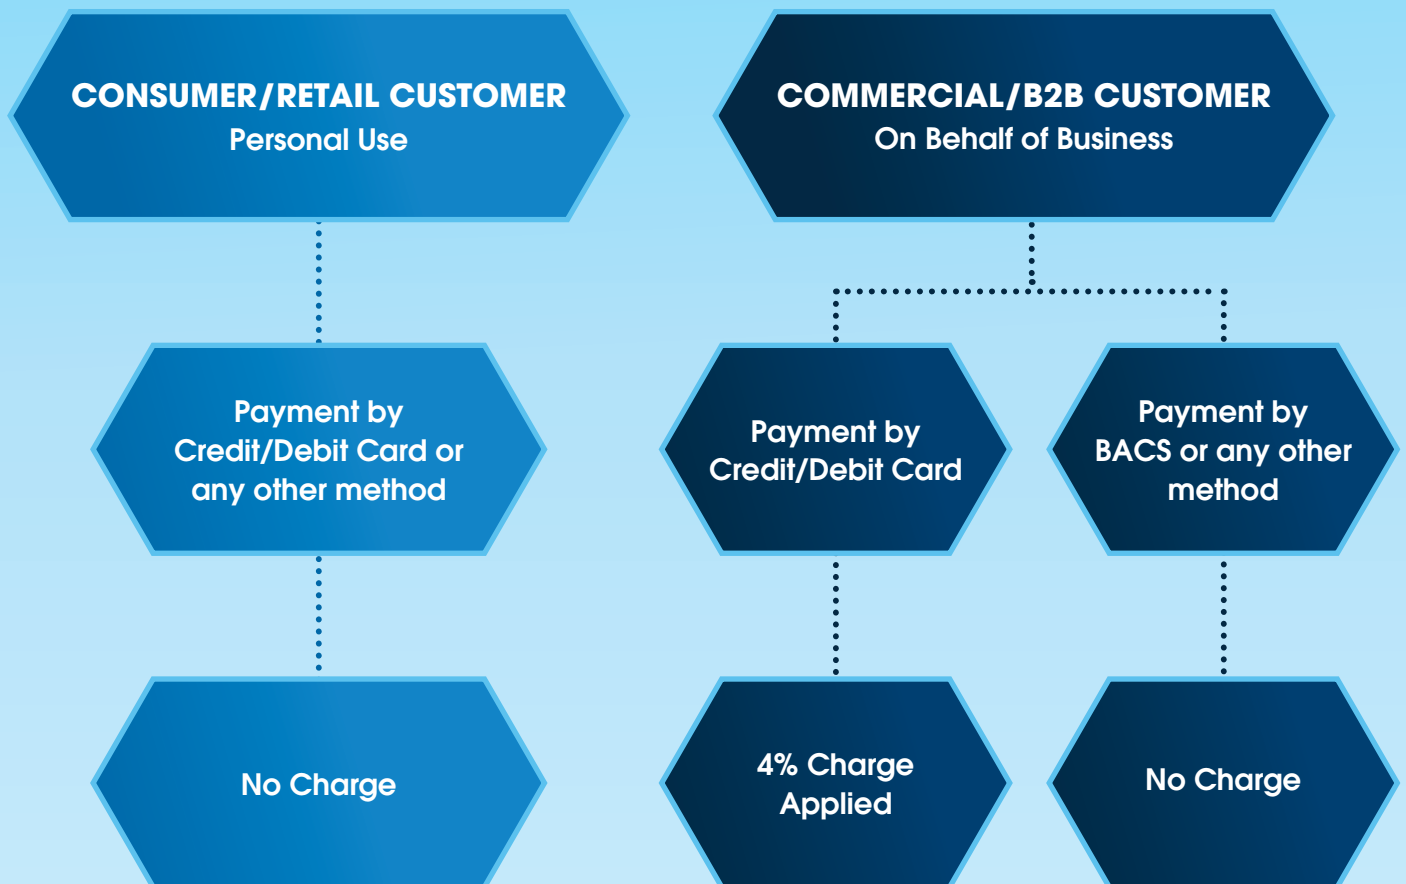 CONSUMER/RETAIL CUSTOMER
Personal Use
COMMERCIAL/B2B CUSTOMER
On Behalf of Business
Payment by
Credit/Debit Card or
any other method
Payment by
Credit/Debit Card
Payment by
BACS or any other
method
No Charge
4% Charge
Applied
No Charge